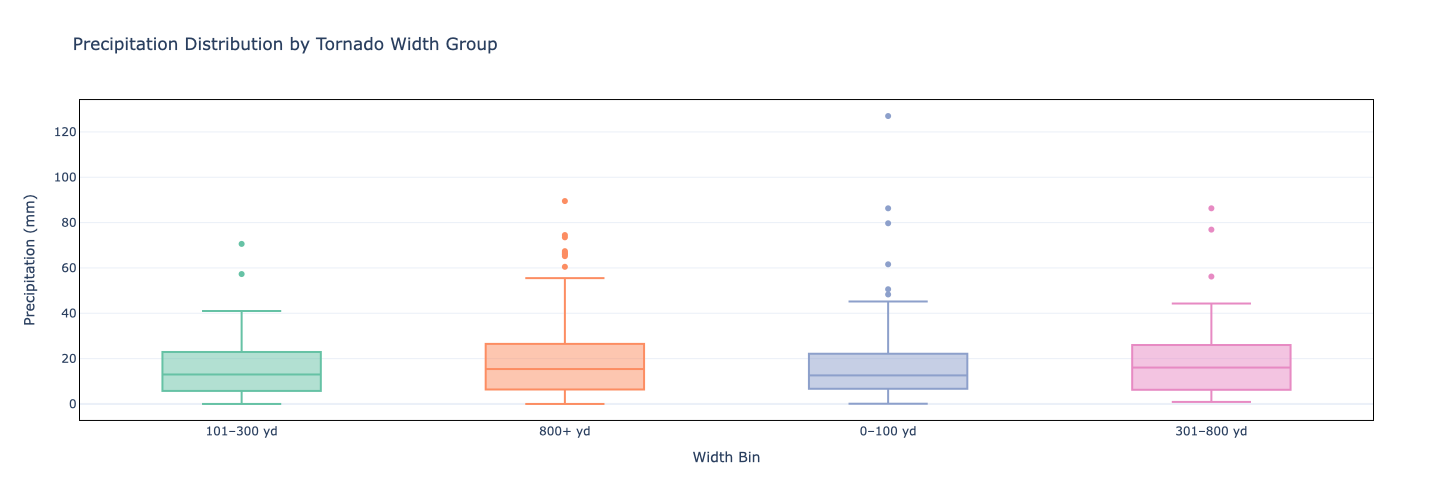 Precipitation Distribution by Tornado Width Group
Precipitation (mm)
120
100
80
60
40
20
0
101–300 yd
800+ yd
0–100 yd
301–800 yd
Width Bin